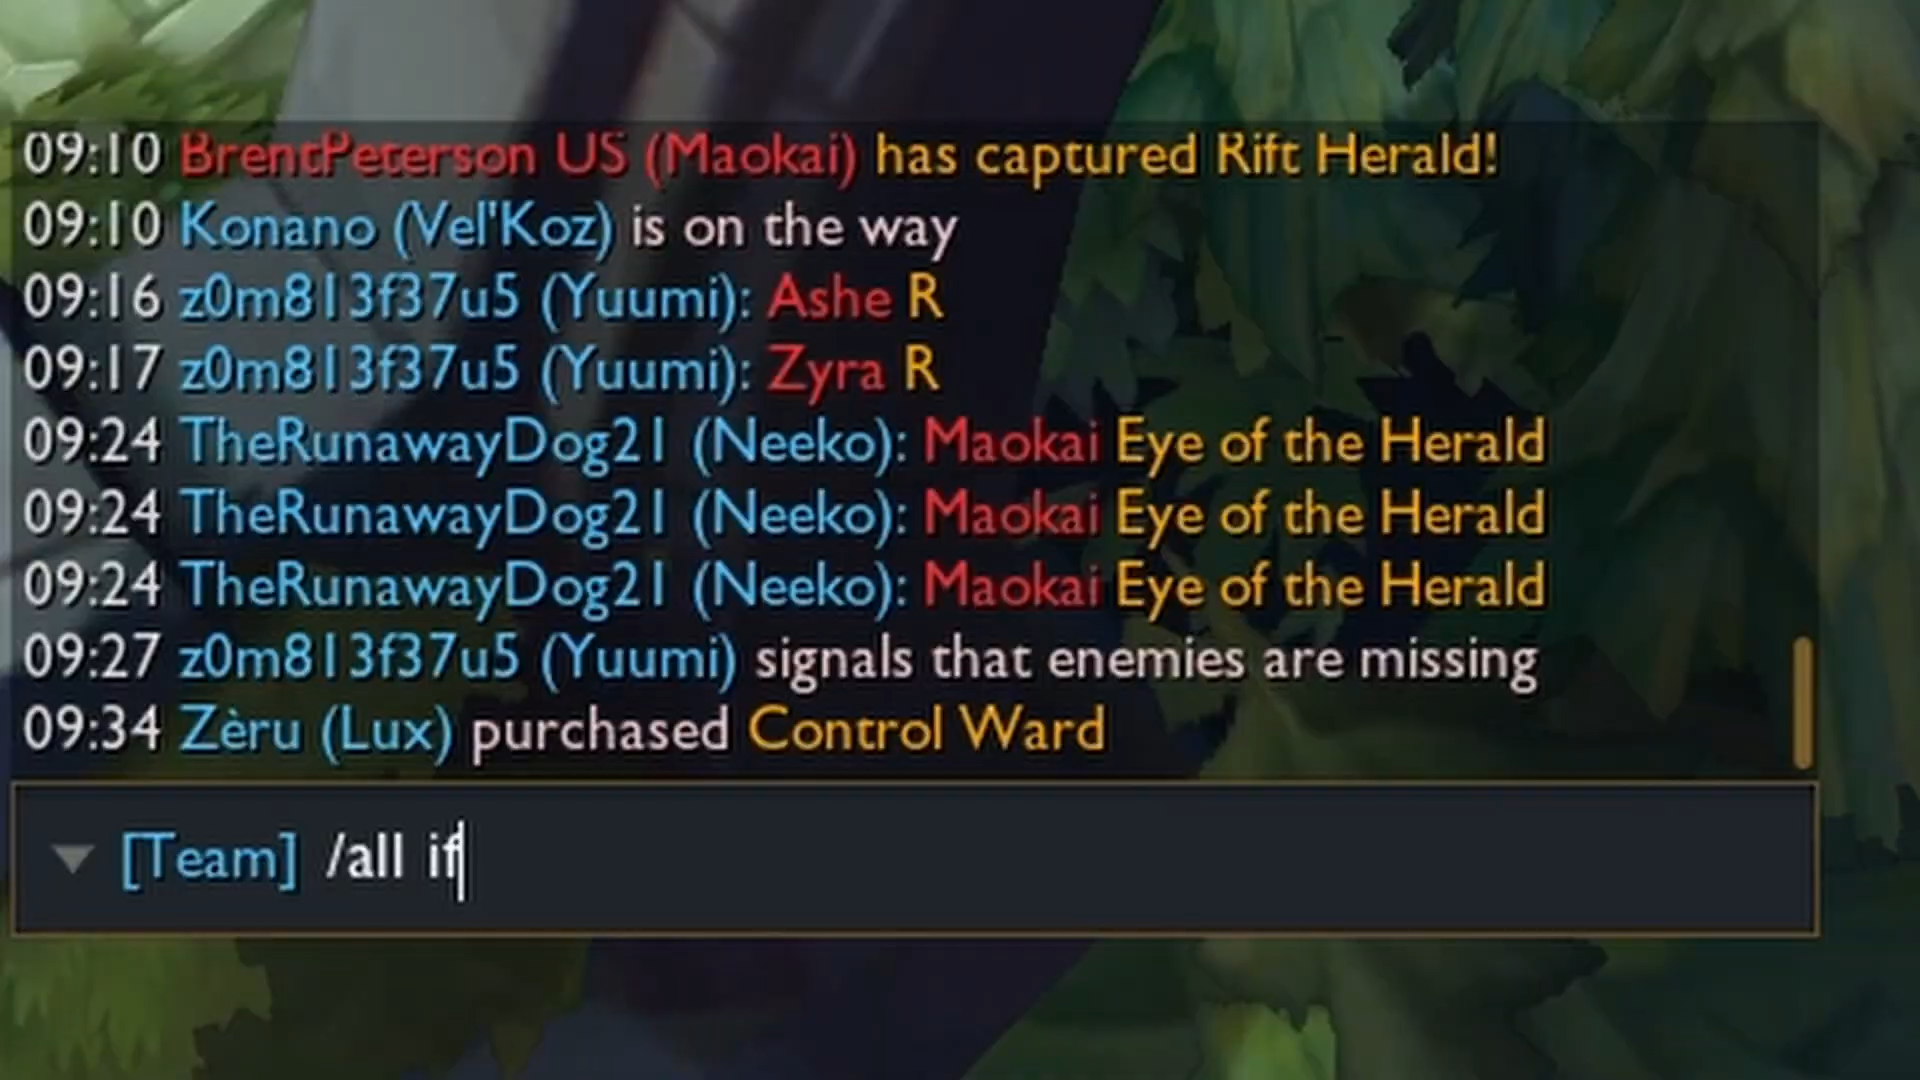 09:10 BrentPeterson US (Maokai) has captured Rift Herald!
09:10 Konano (Vel'Koz) is on the way
09:16 z0m813f37u5 (Yuumi): Ashe R
09:17 z0m813f37u5 (Yuumi): Zyra R
09:24 TheRunawayDog21 (Neeko): Maokai Eye of the Herald
09:24 TheRunawayDog21 (Neeko): Maokai Eye of the Herald
09:24 TheRunawayDog21 (Neeko): Maokai Eye of the Herald
09:27 z0m813f37u5 (Yuumi) signals that enemies are missing
09:34 Zèru (Lux) purchased Control Ward
[Team] /all if